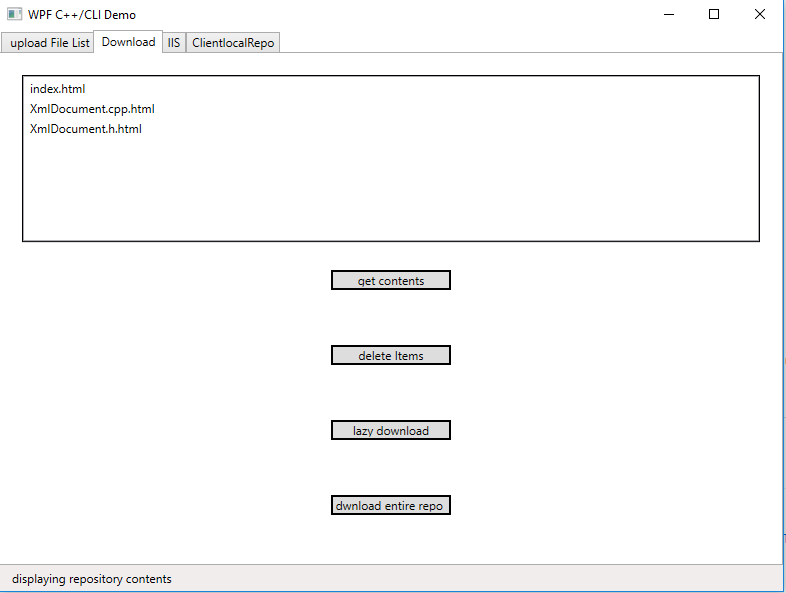 WPF C++/CLI Demo
upload File List Download IIS ClientlocalRepo
index.html
XmlDocument.cpp.html
XmlDocument.h.html
get contents
delete Items
lazy download
dwnload entire repo
displaying repository contents